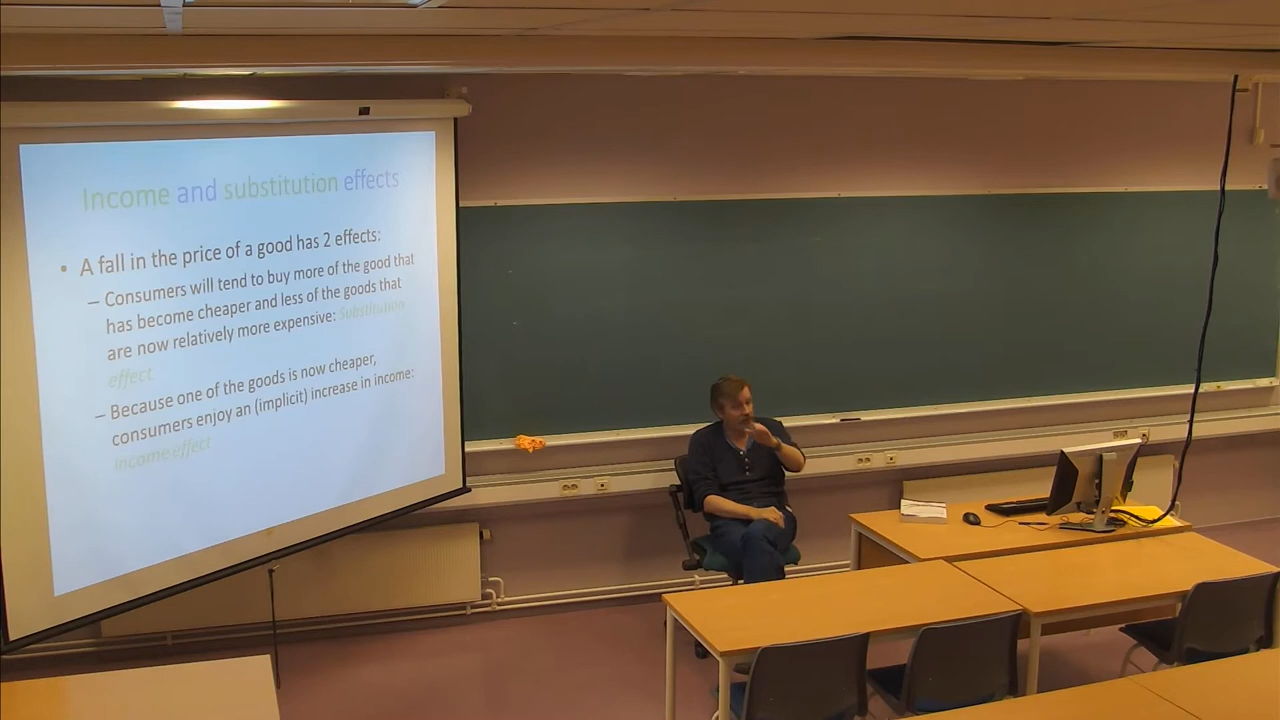 Income and substitution effects
• A fall in the price of a good has 2 effects:
– Consumers will tend to buy more of the good that
has become cheaper and less of the goods that
are now relatively more expensive: Substitution
effect
– Because one of the goods is now cheaper,
consumers enjoy an (implicit) increase in income:
Income effect